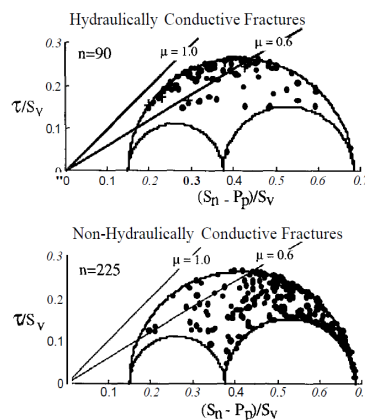 Hydraulically Conductive Fractures
0.3
n=90
μ = 1.0
μ = 0.6
0.2
τ/Sv
0.1
"0
0.1
0.2
0.3
0.4
0.5
0.6
(Sn - Pp)/Sv
Non-Hydraulically Conductive Fractures
0.3
n=225
μ = 1.0
μ = 0.6
0.2
τ/Sv
0.1
0
0.1
0.2
0.3
0.4
0.5
0.6
0.7
(Sn - Pp)/Sv